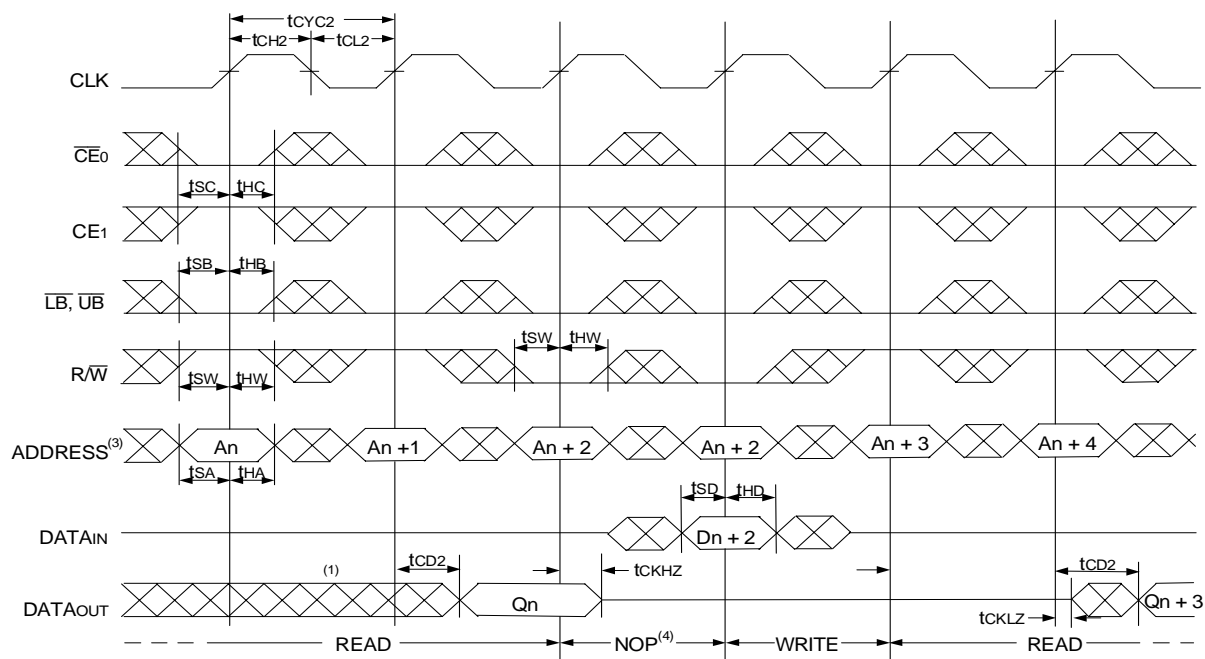 tCYC2
tCH2 tCL2
CLK
CE0
tSC tHC
CE1
tSB tHB
LB, UB
tSW tHW
R/W
tSW tHW
ADDRESS(3) An An +1 An + 2 An + 2 An + 3 An + 4
tSA tHA
tSD tHD
DATAIN Dn + 2
tCD2 tCKHZ tCD2
(1)
DATAOUT Qn Qn + 3
tCKLZ
READ NOP(4) WRITE READ